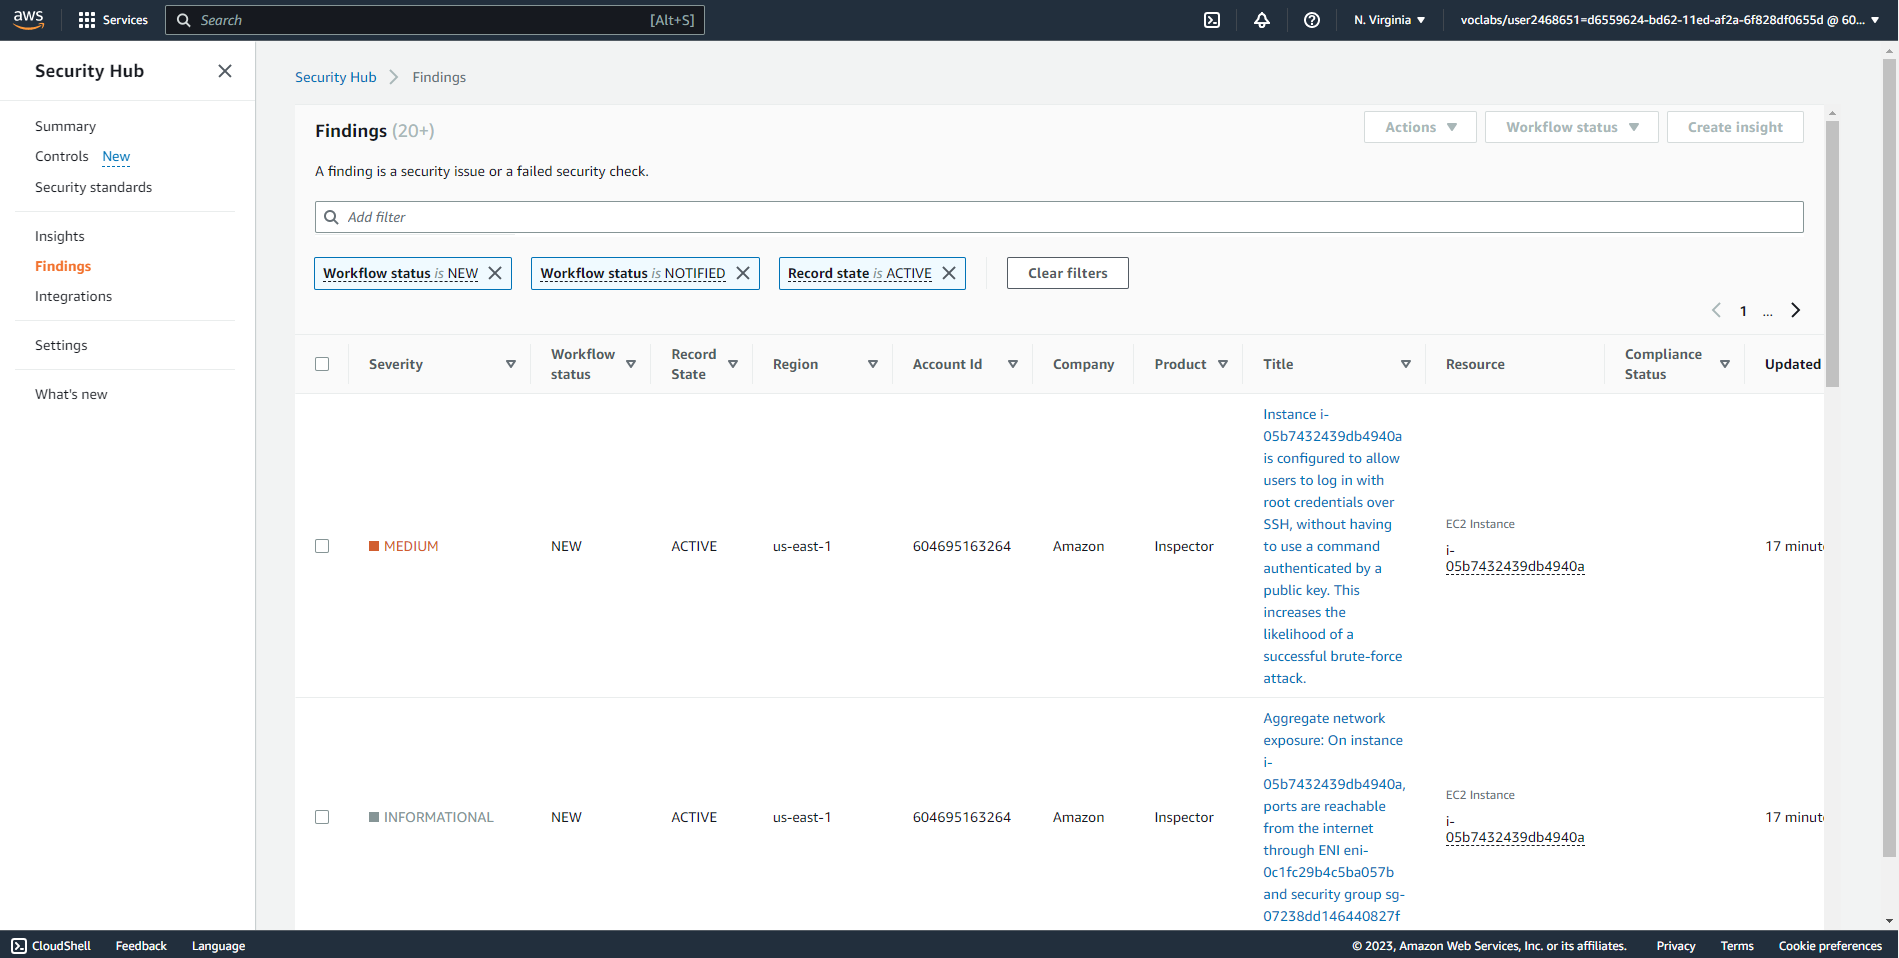 aws Services Search [Alt+S] N. Virginia voclabs/user2468651=d6559624-bd62-11ed-af2a-6f828df0655d @ 60...
Security Hub
Summary
Controls New
Security standards
Insights
Findings
Integrations
Settings
What's new
Security Hub Findings
Findings (20+)
Actions Workflow status Create insight
A finding is a security issue or a failed security check.
Add filter
Workflow status is NEW Workflow status is NOTIFIED Record state is ACTIVE Clear filters
1 ...
Severity
Workflow
status
Record
State
Region
Account Id
Company
Product
Title
Resource
Compliance
Status
Updated
MEDIUM
NEW
ACTIVE
us-east-1
604695163264
Amazon
Inspector
Instance i-
05b7432439db4940a
is configured to allow
users to log in with
root credentials over
SSH, without having
to use a command
authenticated by a
public key. This
increases the
likelihood of a
successful brute-force
attack.
EC2 Instance
i-
05b7432439db4940a
17 minut
INFORMATIONAL
NEW
ACTIVE
us-east-1
604695163264
Amazon
Inspector
Aggregate network
exposure: On instance
i-
05b7432439db4940a,
ports are reachable
from the internet
through ENI eni-
0c1fc29b4c5ba057b
and security group sg-
07238dd146440827f
EC2 Instance
i-
05b7432439db4940a
17 minut
CloudShell Feedback Language © 2023, Amazon Web Services, Inc. or its affiliates. Privacy Terms Cookie preferences